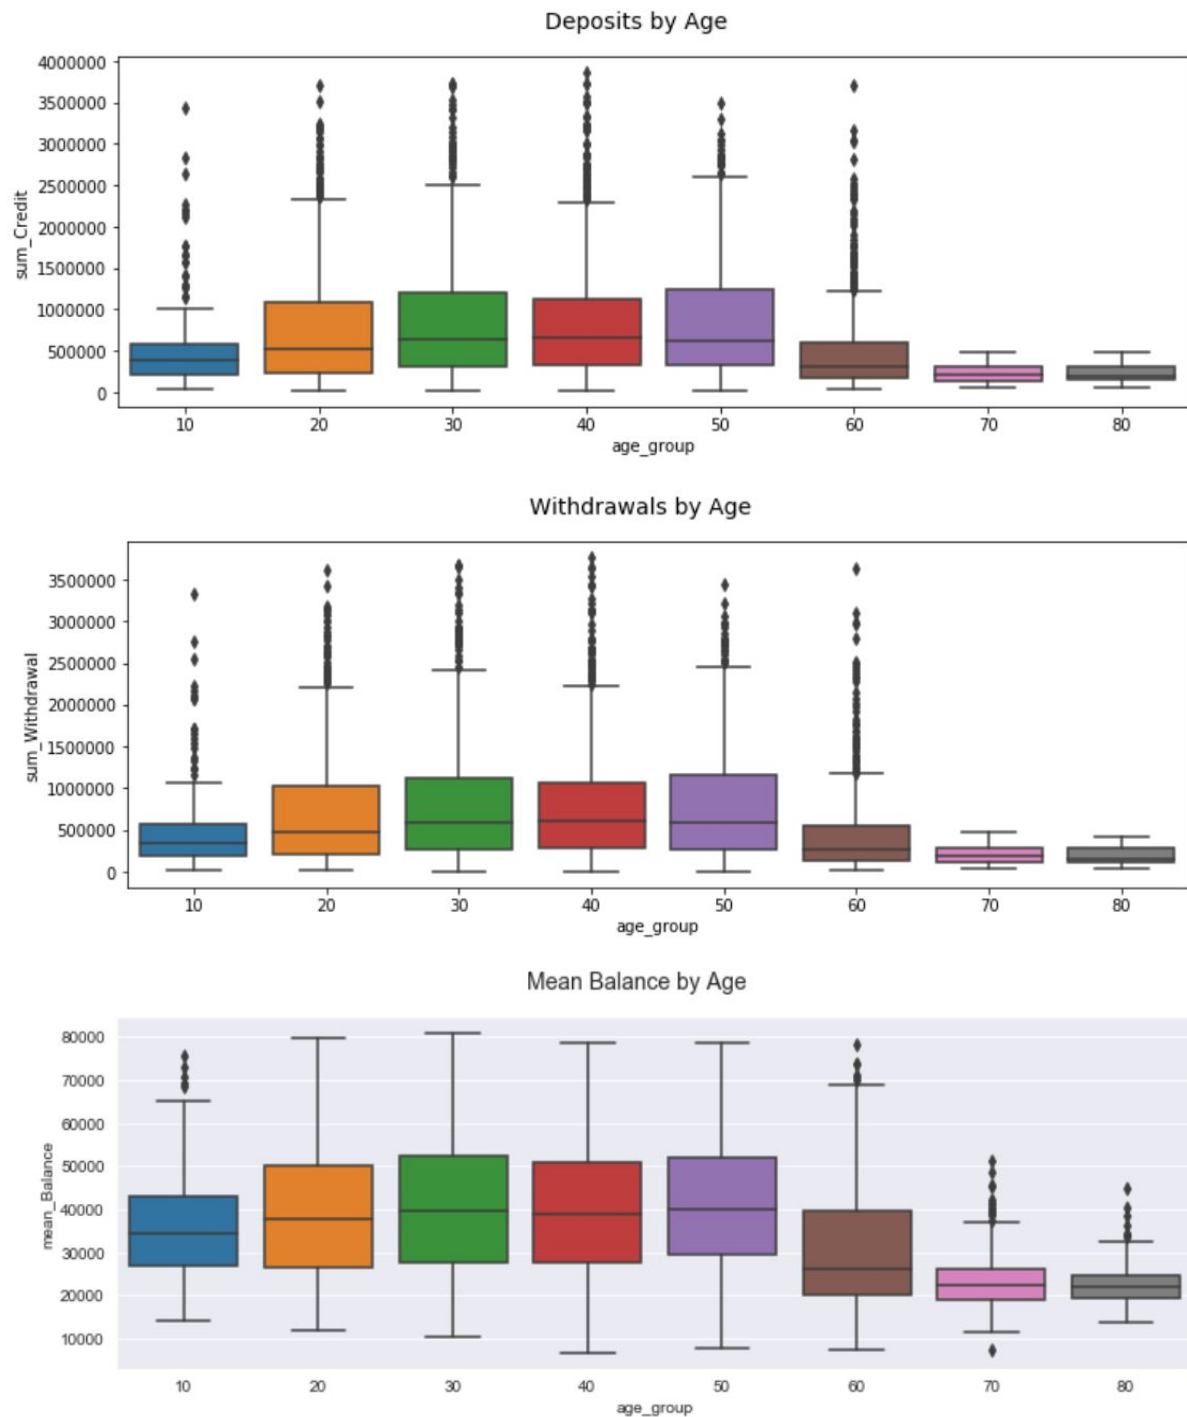 Deposits by Age
4000000
3500000
3000000
2500000
2000000
1500000
1000000
500000
0
sum_Credit
10 20 30 40 50 60 70 80
age_group
Withdrawals by Age
3500000
3000000
2500000
2000000
1500000
1000000
500000
0
sum_Withdrawal
10 20 30 40 50 60 70 80
age_group
Mean Balance by Age
80000
70000
60000
50000
40000
30000
20000
10000
mean_Balance
10 20 30 40 50 60 70 80
age_group